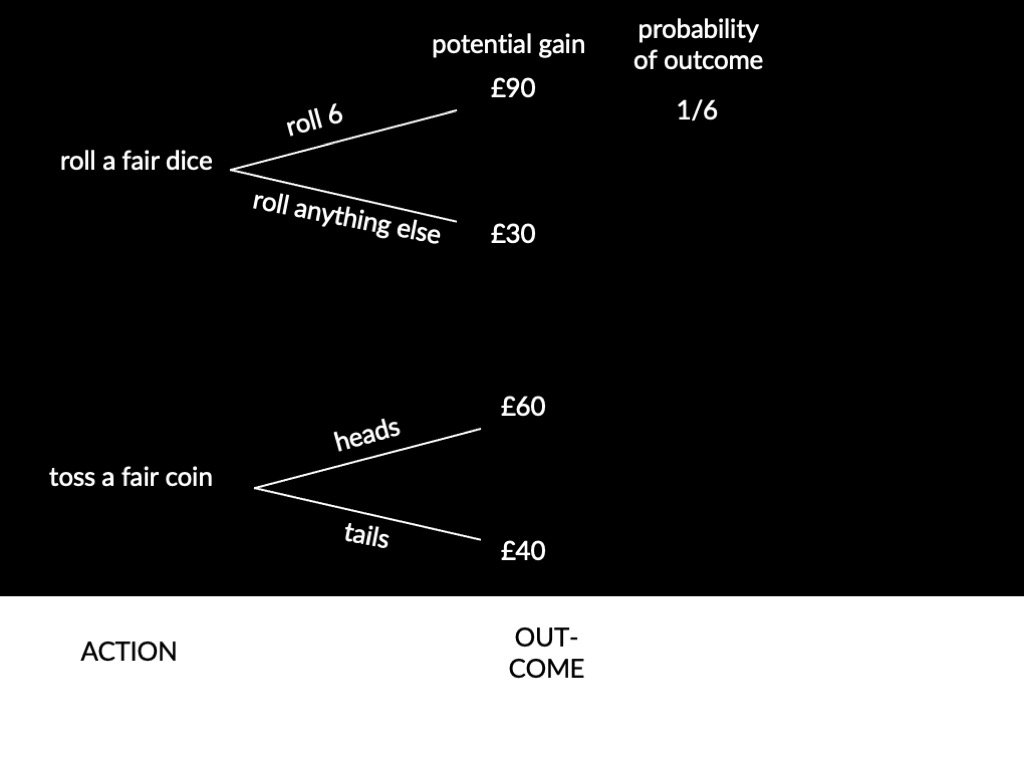 potential gain
probability
of outcome
£90
1/6
roll 6
roll a fair dice
roll anything else
£30
£60
heads
toss a fair coin
tails
£40
ACTION
OUT-
COME